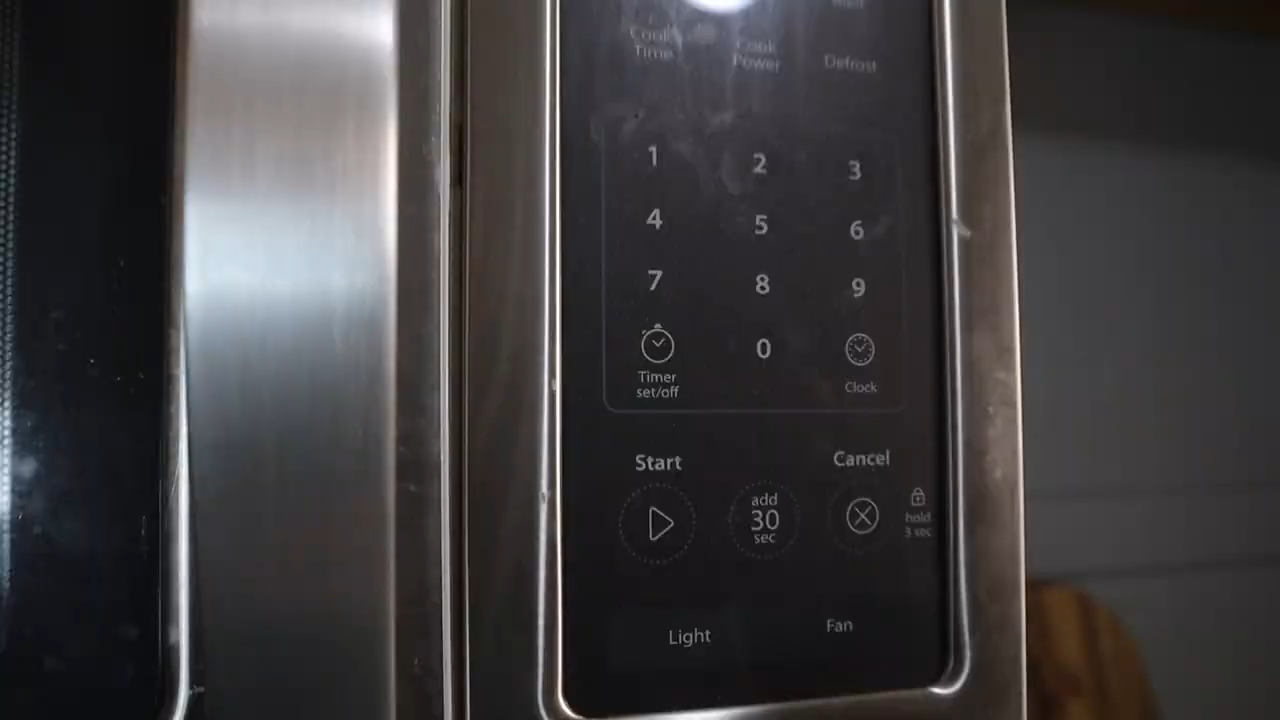 Cook
Time
Cook
Power
Defrost
1 2 3
4 5 6
7 8 9
0
Timer
set/off
Clock
Start
Cancel
add
30
sec
hold
3 sec
Light
Fan